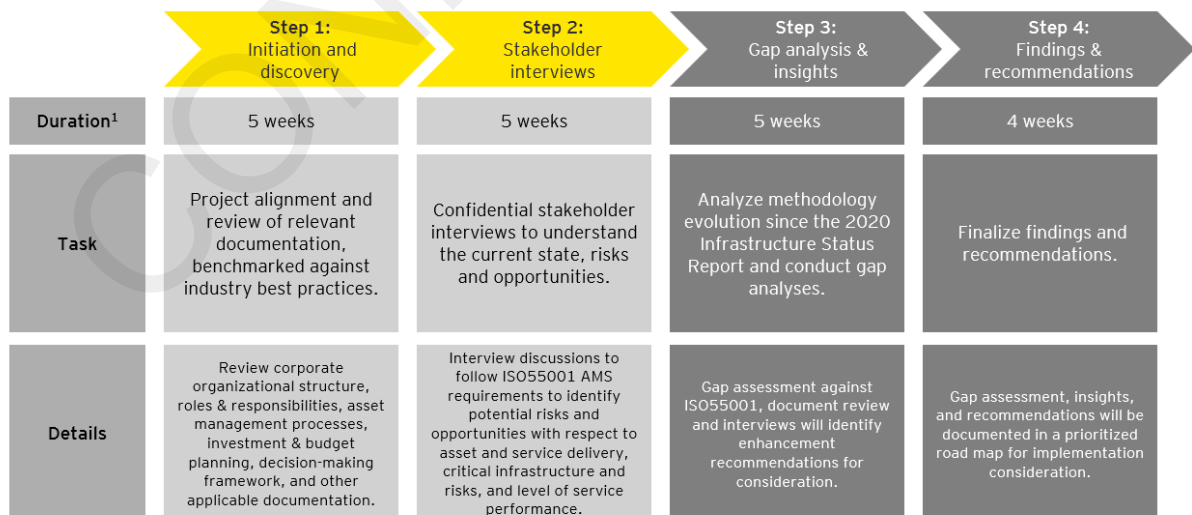 Step 1:
Initiation and
discovery
Step 2:
Stakeholder
interviews
Step 3:
Gap analysis &
insights
Step 4:
Findings &
recommendations
Duration1
5 weeks
5 weeks
5 weeks
4 weeks
Task
Project alignment and
review of relevant
documentation,
benchmarked against
industry best practices.
Confidential stakeholder
interviews to understand
the current state, risks
and opportunities.
Analyze methodology
evolution since the 2020
Infrastructure Status
Report and conduct gap
analyses.
Finalize findings and
recommendations.
Details
Review corporate
organizational structure,
roles & responsibilities, asset
management processes,
investment & budget
planning, decision-making
framework, and other
applicable documentation.
Interview discussions to
follow ISO55001 AMS
requirements to identify
potential risks and
opportunities with respect to
asset and service delivery,
critical infrastructure and
risks, and level of service
performance.
Gap assessment against
ISO55001, document review
and interviews will identify
enhancement
recommendations for
consideration.
Gap assessment, insights,
and recommendations will be
documented in a prioritized
road map for implementation
consideration.